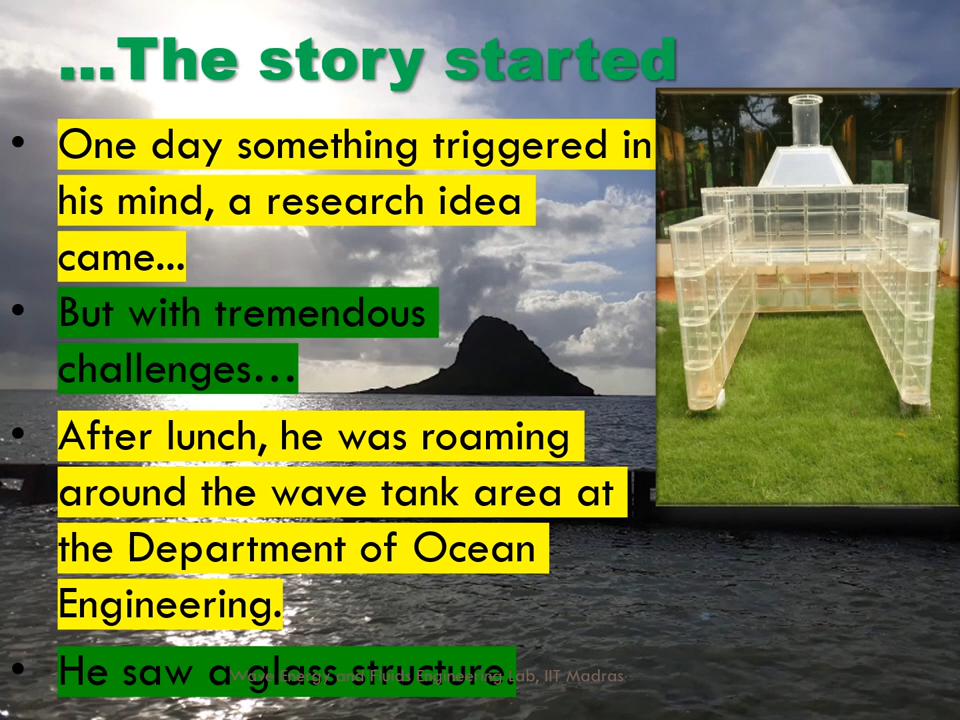 ...The story started
• One day something triggered in
his mind, a research idea
came...
• But with tremendous
challenges...
• After lunch, he was roaming
around the wave tank area at
the Department of Ocean
Engineering.
• He saw a glass structure.
Wave Energy and Fluids Engineering Lab, IIT Madras